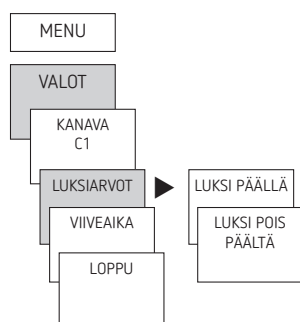 MENU
VALOT
KANAVA
C1
LUKSIARVOT
LUKSI PÄÄLLÄ
VIIVEAIKA
LUKSI POIS
PÄÄLTÄ
LOPPU